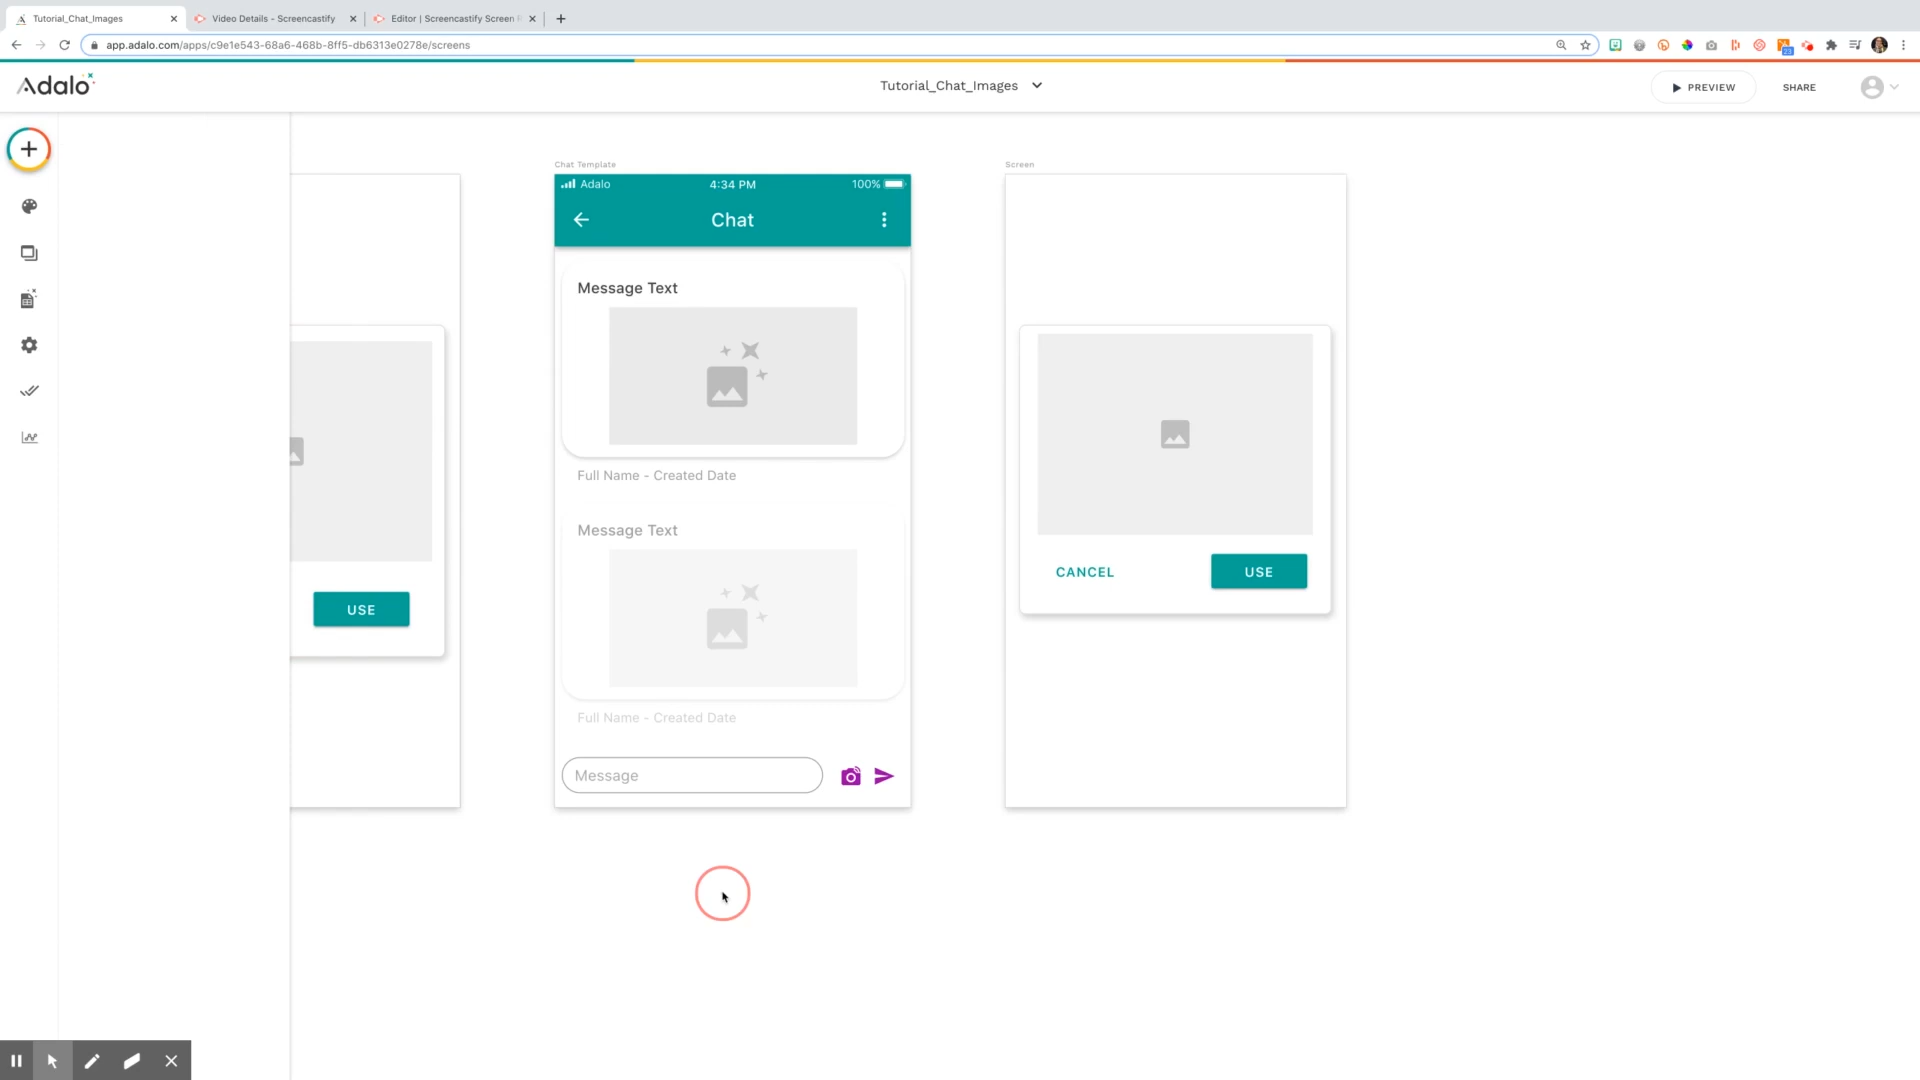 Tutorial_Chat_Images
Video Details - Screencastify
Editor | Screencastify Screen
app.adalo.com/apps/c9e1e543-68a6-468b-8ff5-db6313e0278e/screens
Adalo
Tutorial_Chat_Images
PREVIEW
SHARE
Chat Template
Screen
Adalo
4:34 PM
100%
Chat
Message Text
Full Name - Created Date
Message Text
Full Name - Created Date
Message
USE
CANCEL
USE